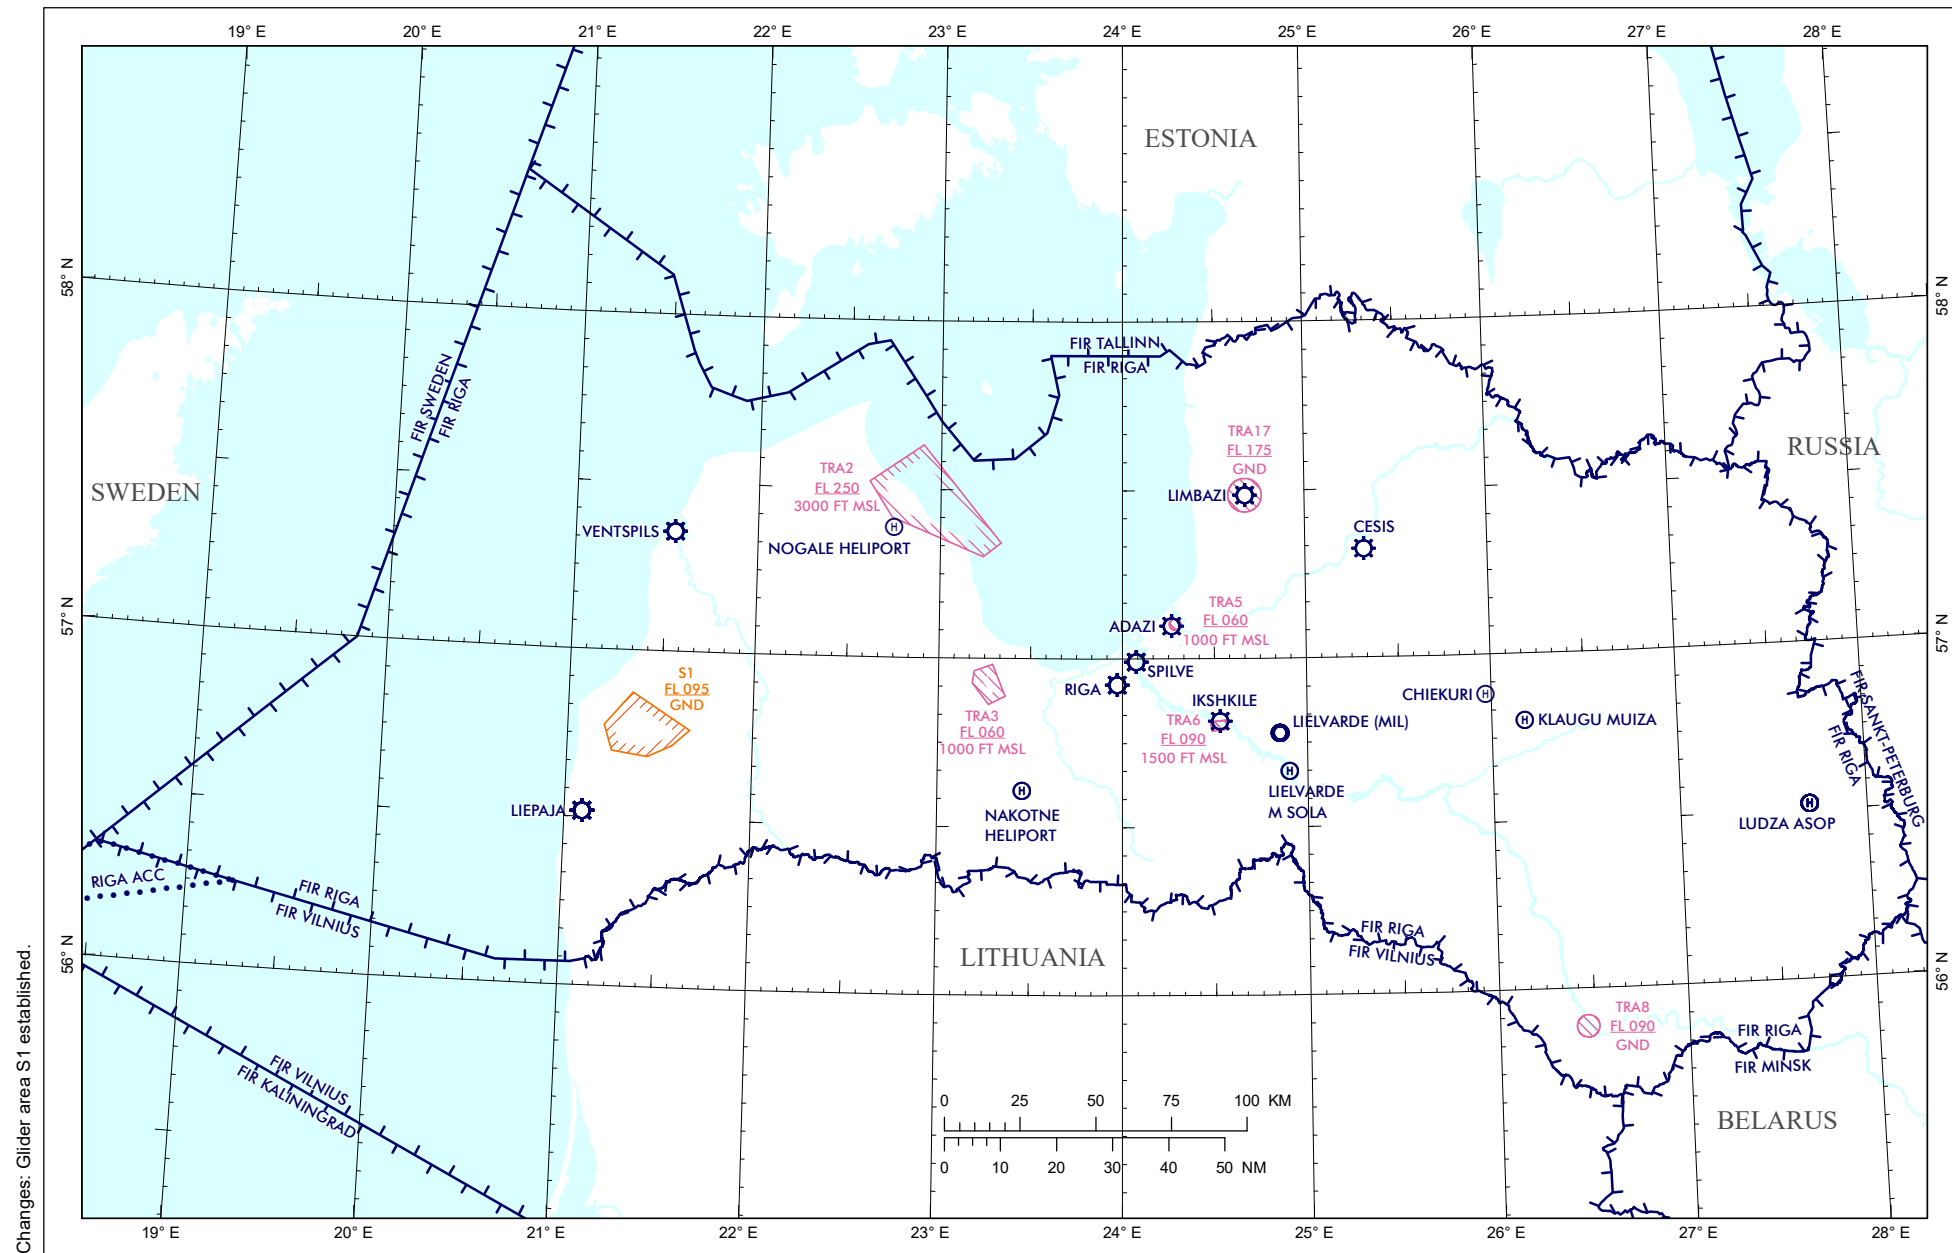 19° E
20° E
21° E
22° E
23° E
24° E
25° E
26° E
27° E
28° E
ESTONIA
58° N
58° N
FIR SWEDEN
FIR RIGA
FIR TALLINN
FIR RIGA
RUSSIA
SWEDEN
TRA17
FL 175
GND
LIMBAZI
TRA2
FL 250
3000 FT MSL
NOGALE HELIPORT
VENTSPILS
CESIS
57° N
57° N
TRA5
FL 060
1000 FT MSL
ADAZI
SPILVE
RIGA
S1
FL 095
GND
TRA3
FL 060
1000 FT MSL
IKSHKILE
TRA6
FL 090
1500 FT MSL
LIELVARDE (MIL)
CHIEKURI
KLAUGU MUIZA
FIR SANKT-PETERBURG
FIR RIGA
LIEPAJA
NAKOTNE
HELIPORT
LIELVARDE
M SOLA
LUDZA ASOP
RIGA ACC
FIR RIGA
FIR VILNIUS
LITHUANIA
FIR RIGA
FIR VILNIUS
56° N
56° N
TRA8
FL 090
GND
FIR RIGA
FIR MINSK
FIR VILNIUS
FIR KALININGRAD
BELARUS
0 25 50 75 100 KM
0 10 20 30 40 50 NM
19° E
20° E
21° E
22° E
23° E
24° E
25° E
26° E
27° E
28° E
Changes: Glider area S1 established.
H
H
H
H
H
H